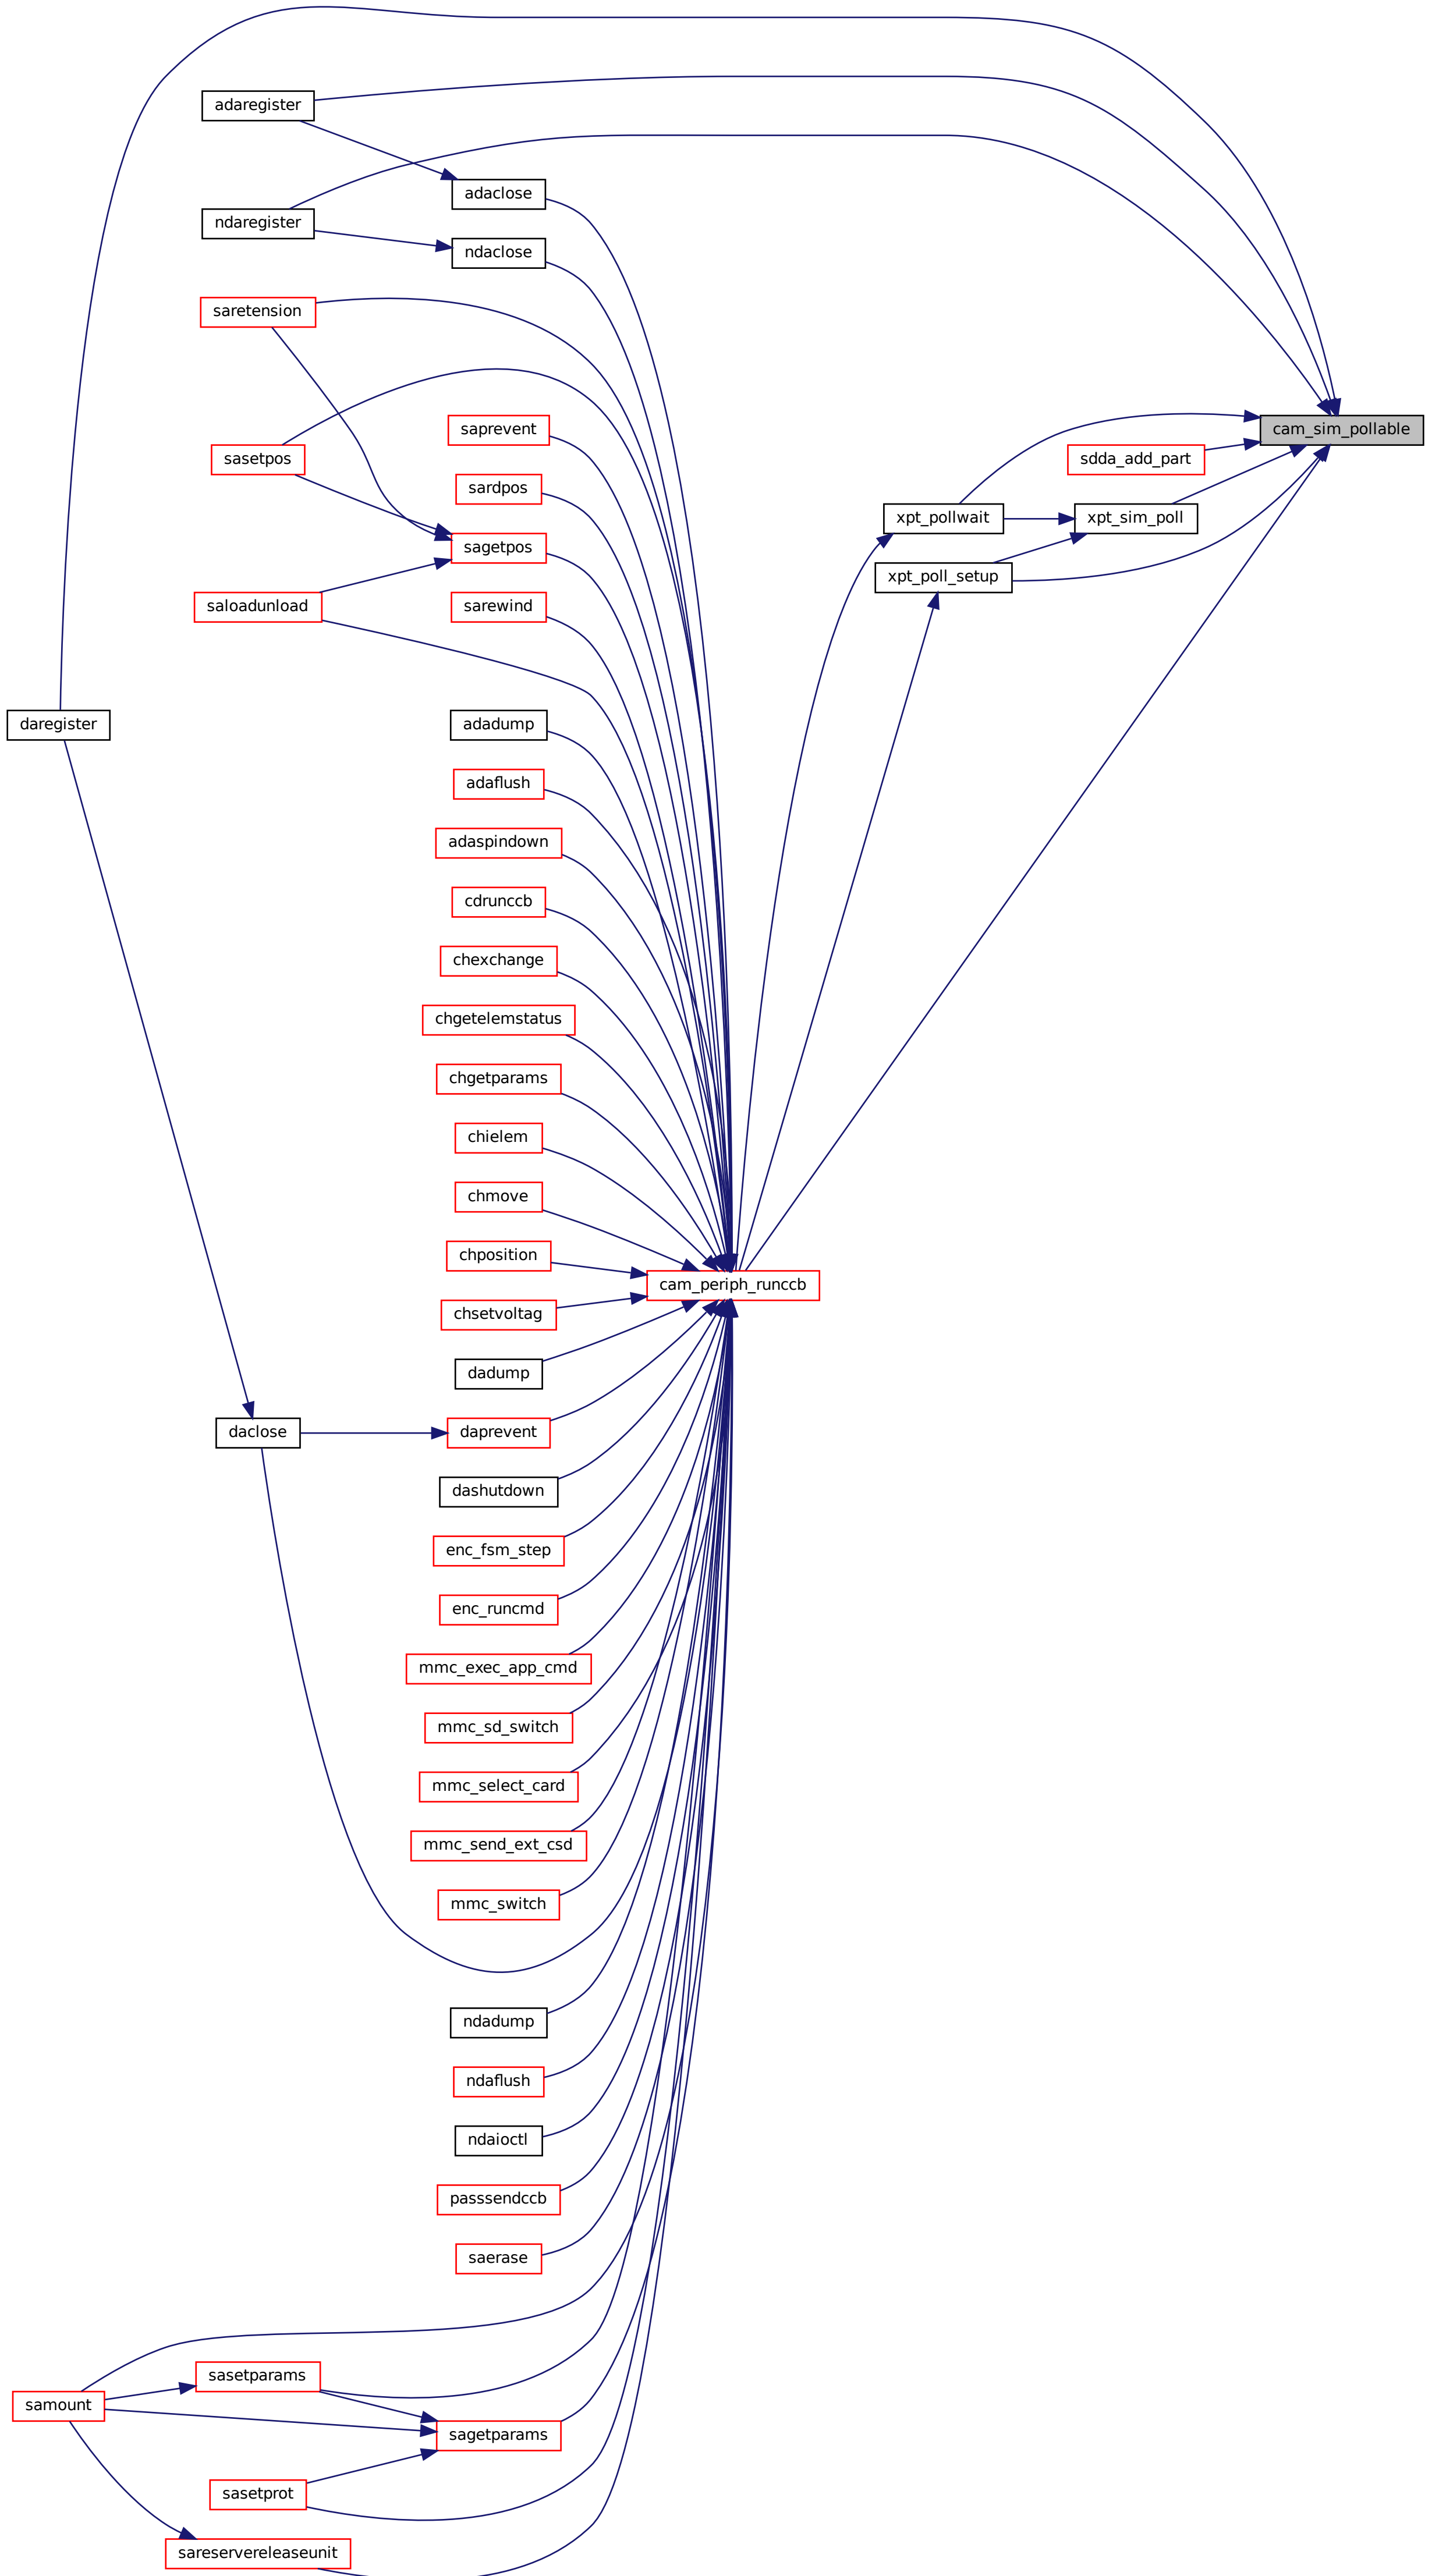 adaregister
adaclose
ndaregister
ndaclose
saretension
saprevent
cam_sim_pollable
sasetpos
sdda_add_part
sardpos
xpt_pollwait
xpt_sim_poll
sagetpos
xpt_poll_setup
saloadunload
sarewind
daregister
adadump
adaflush
adaspindown
cdrunccb
chexchange
chgetelemstatus
chgetparams
chielem
chmove
chposition
cam_periph_runccb
chsetvoltag
dadump
daclose
daprevent
dashutdown
enc_fsm_step
enc_runcmd
mmc_exec_app_cmd
mmc_sd_switch
mmc_select_card
mmc_send_ext_csd
mmc_switch
ndadump
ndaflush
ndaioctl
passsendccb
saerase
sasetparams
samount
sagetparams
sasetprot
sareservereleaseunit